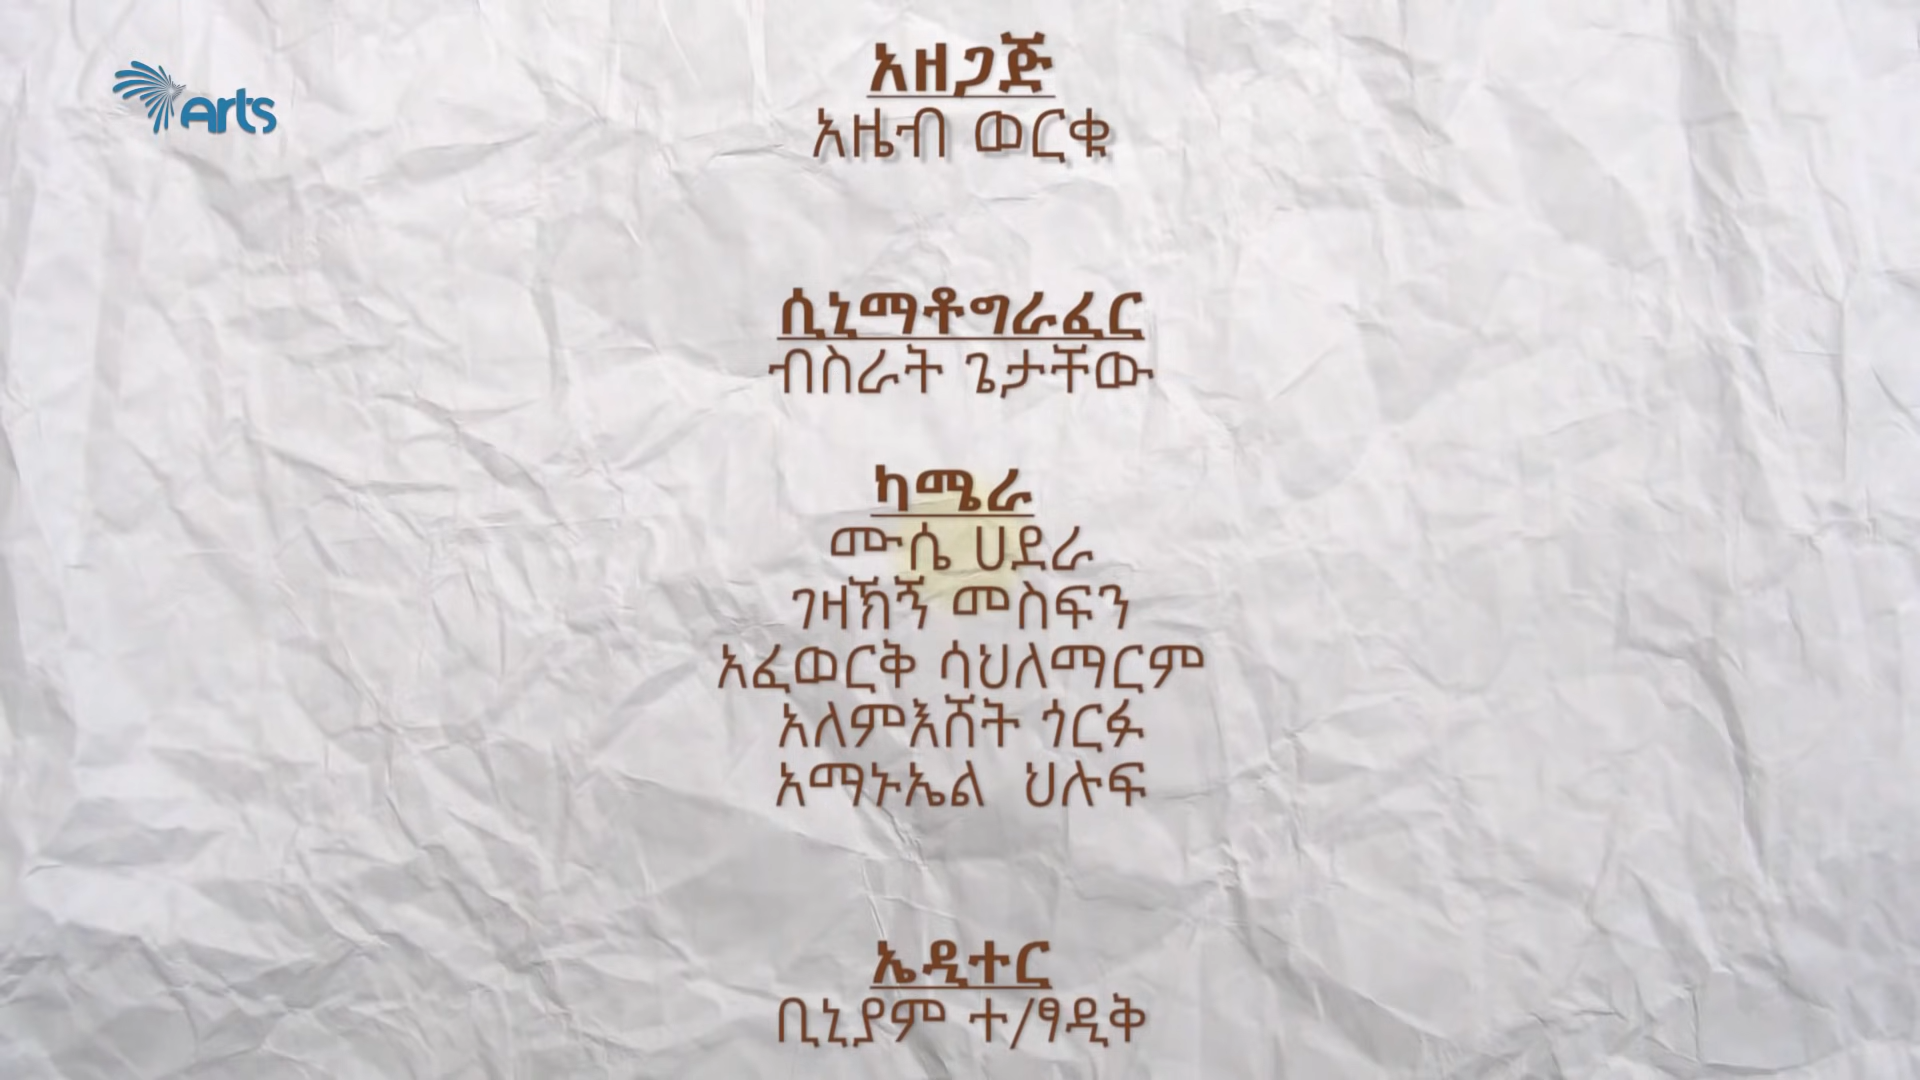 arts
አዘጋጅ
አዜብ ወርቁ
ሲኒማቶግራፈር
ብስራት ጌታቸው
ካሜራ
ሙሴ ሀደራ
ገዛኸኝ መስፍን
አፈወርቅ ሳህለማርም
አለምእሸት ጎርፉ
አማኑኤል ህሉፍ
ኤዲተር
ቢኒያም ተ/ፃዲቅ